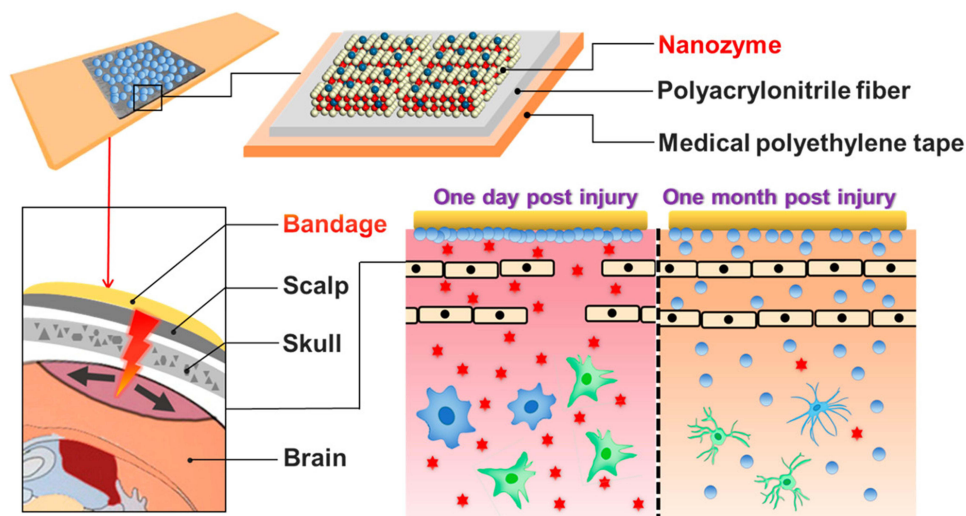 Nanozyme
Polyacrylonitrile fiber
Medical polyethylene tape
One day post injury
One month post injury
Bandage
Scalp
Skull
Brain